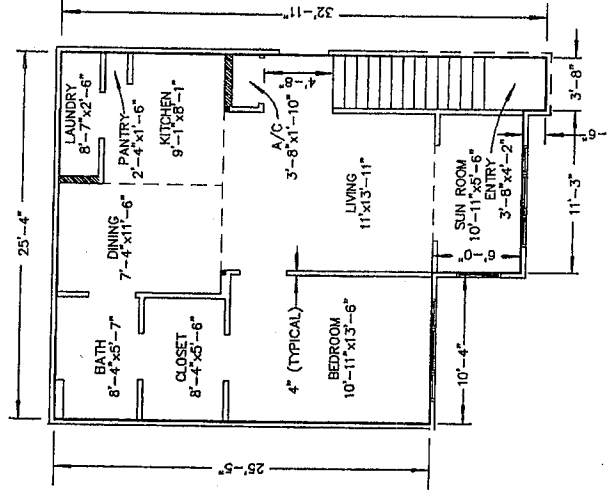 32'-11"
LAUNDRY
8'-7"x2'-6"
PANTRY
2'-4"x1'-6"
KITCHEN
9'-1"x8'-1"
4'-8"
3'-8"
A/C
3'-8"x1'-10"
25'-4"
DINING
7'-4"x11'-6"
LIVING
11'x13'-11"
SUN ROOM
10'-11"x5'-6"
ENTRY
3'-8"x4'-2"
6"
11'-3"
6'-0"
BATH
8'-4"x5'-7"
CLOSET
8'-4"x5'-6"
4" (TYPICAL)
BEDROOM
10'-11"x13'-6"
10'-4"
25'-5"